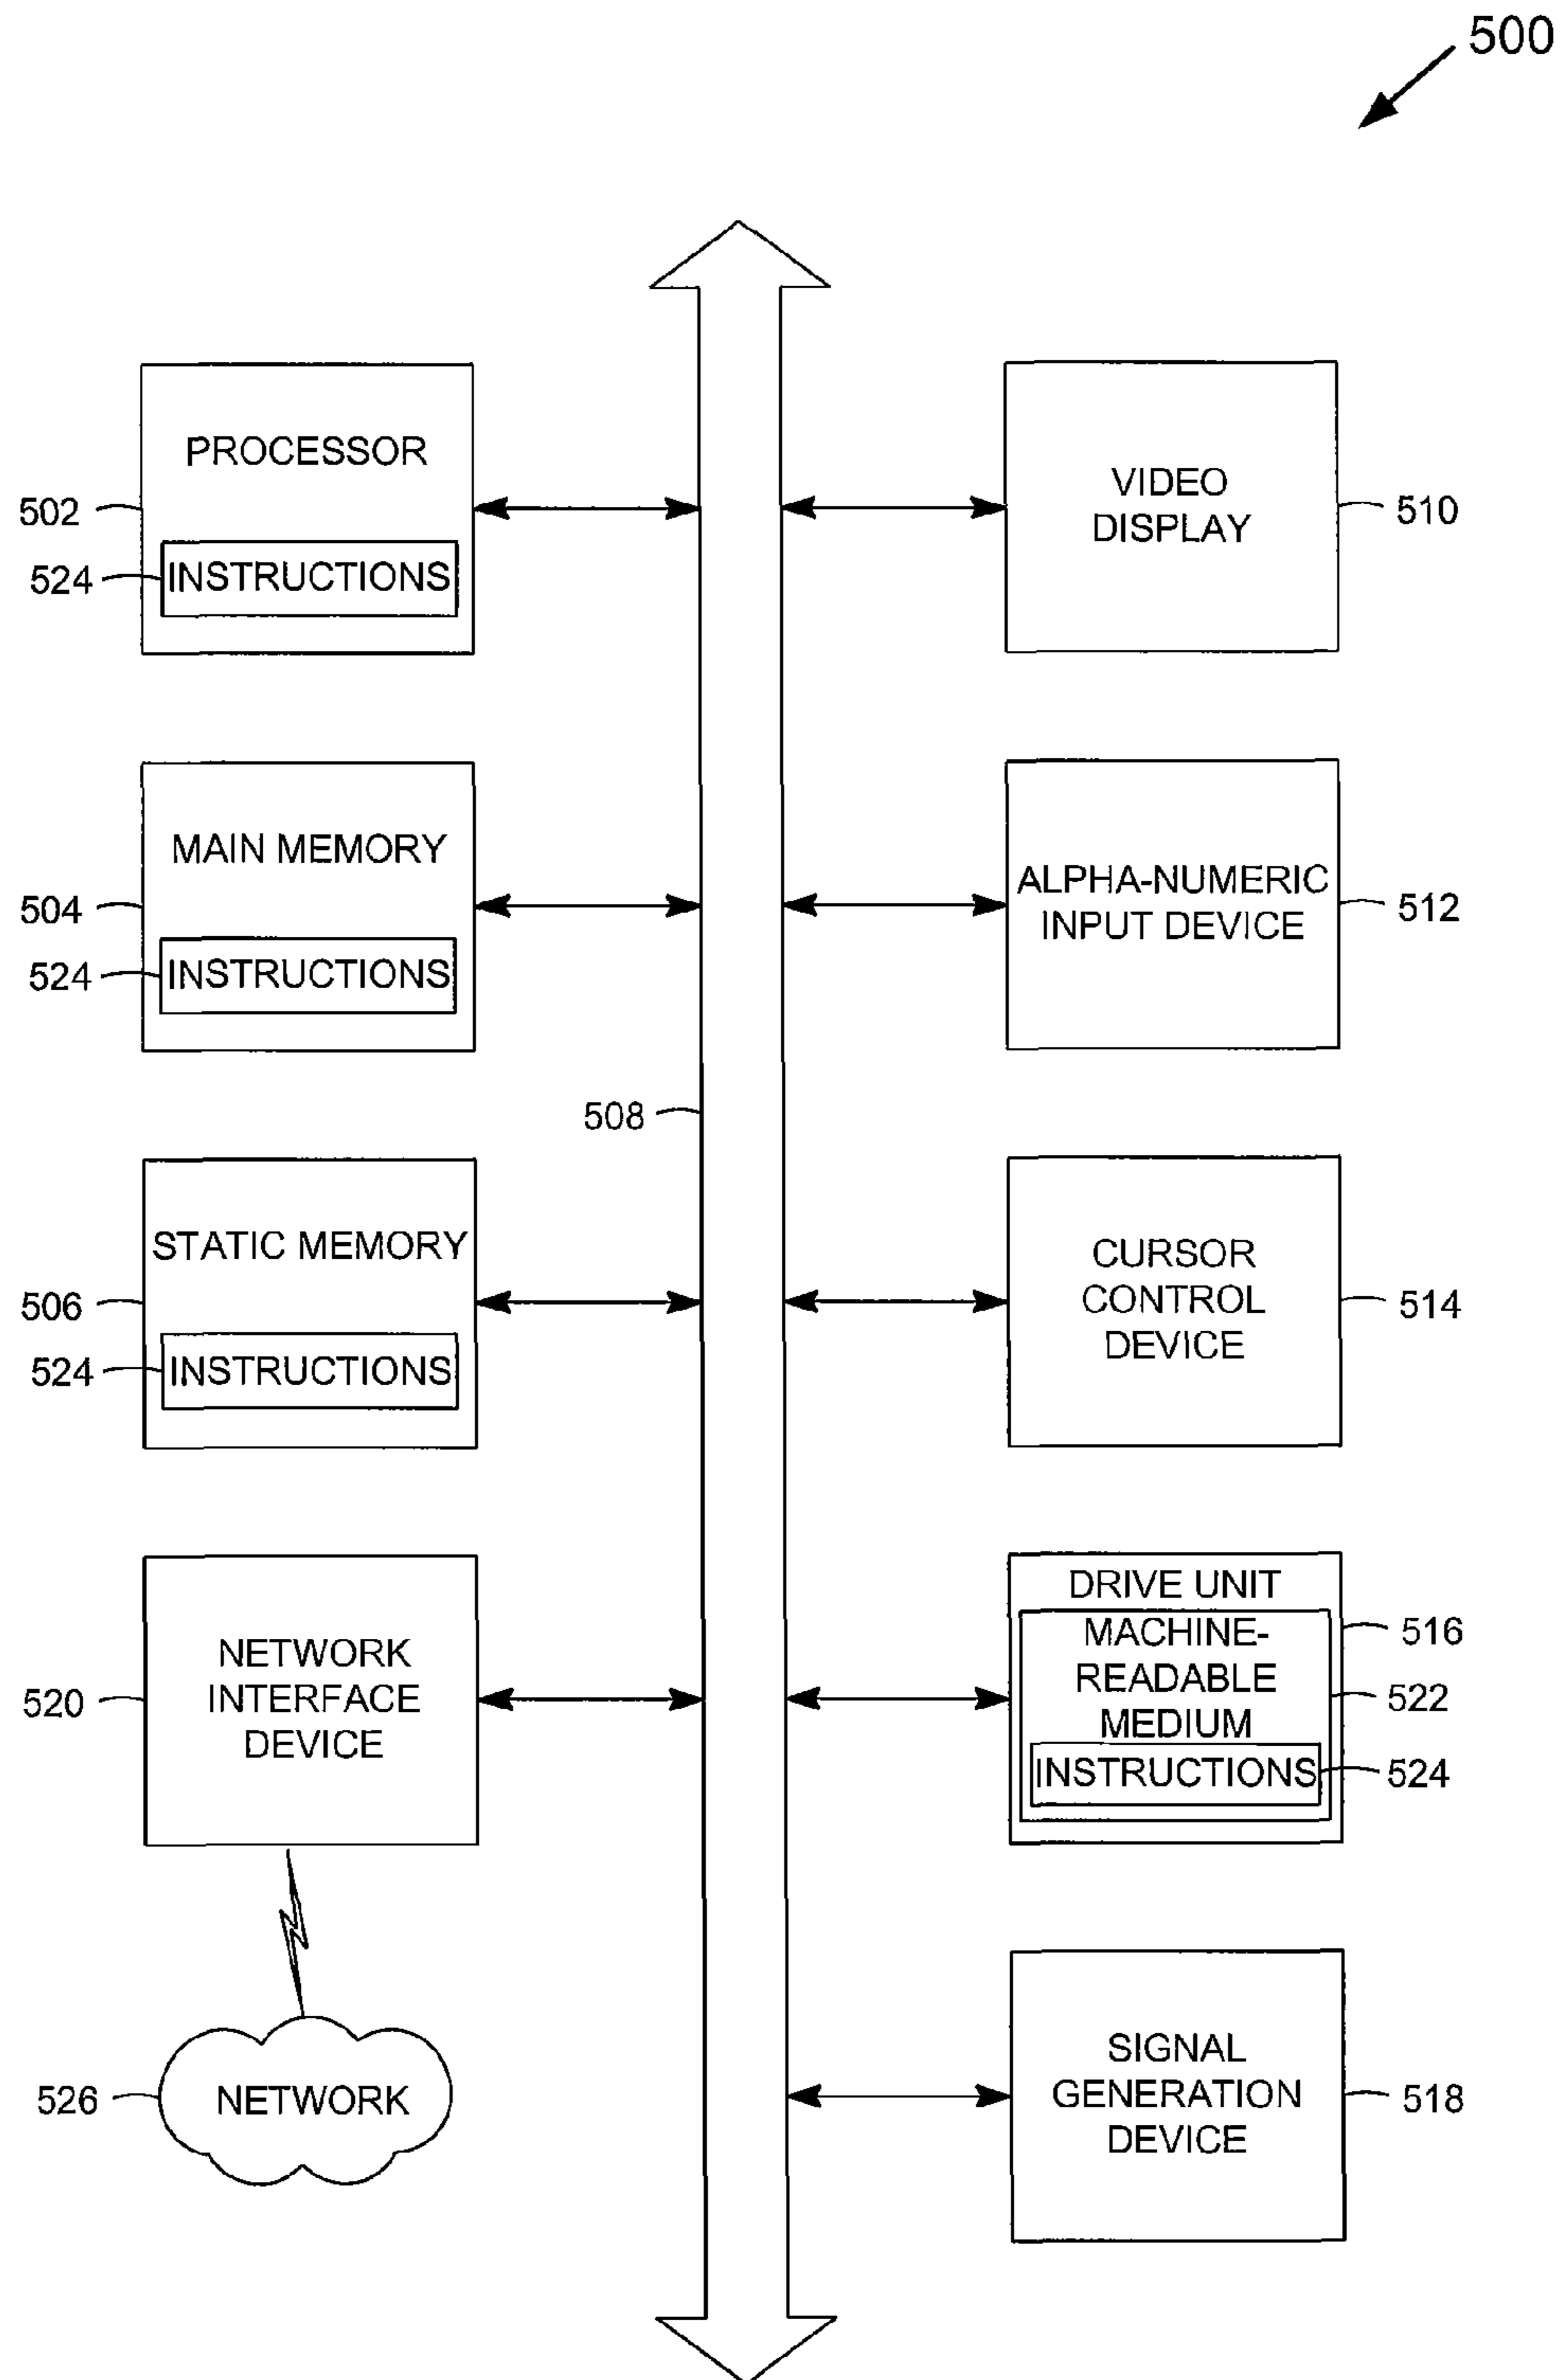 500
PROCESSOR
502
524
INSTRUCTIONS
VIDEO
DISPLAY
510
MAIN MEMORY
504
524
INSTRUCTIONS
ALPHA-NUMERIC
INPUT DEVICE
512
508
STATIC MEMORY
506
524
INSTRUCTIONS
CURSOR
CONTROL
DEVICE
514
NETWORK
INTERFACE
DEVICE
520
DRIVE UNIT
516
MACHINE-
READABLE
MEDIUM
522
INSTRUCTIONS
524
526
NETWORK
SIGNAL
GENERATION
DEVICE
518